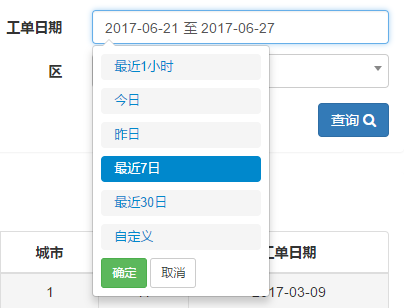 工单日期 2017-06-21 至 2017-06-27
最近1小时
区
今日
昨日
查询
最近7日
最近30日
自定义
城市 工单日期
确定 取消
1 2017-03-09